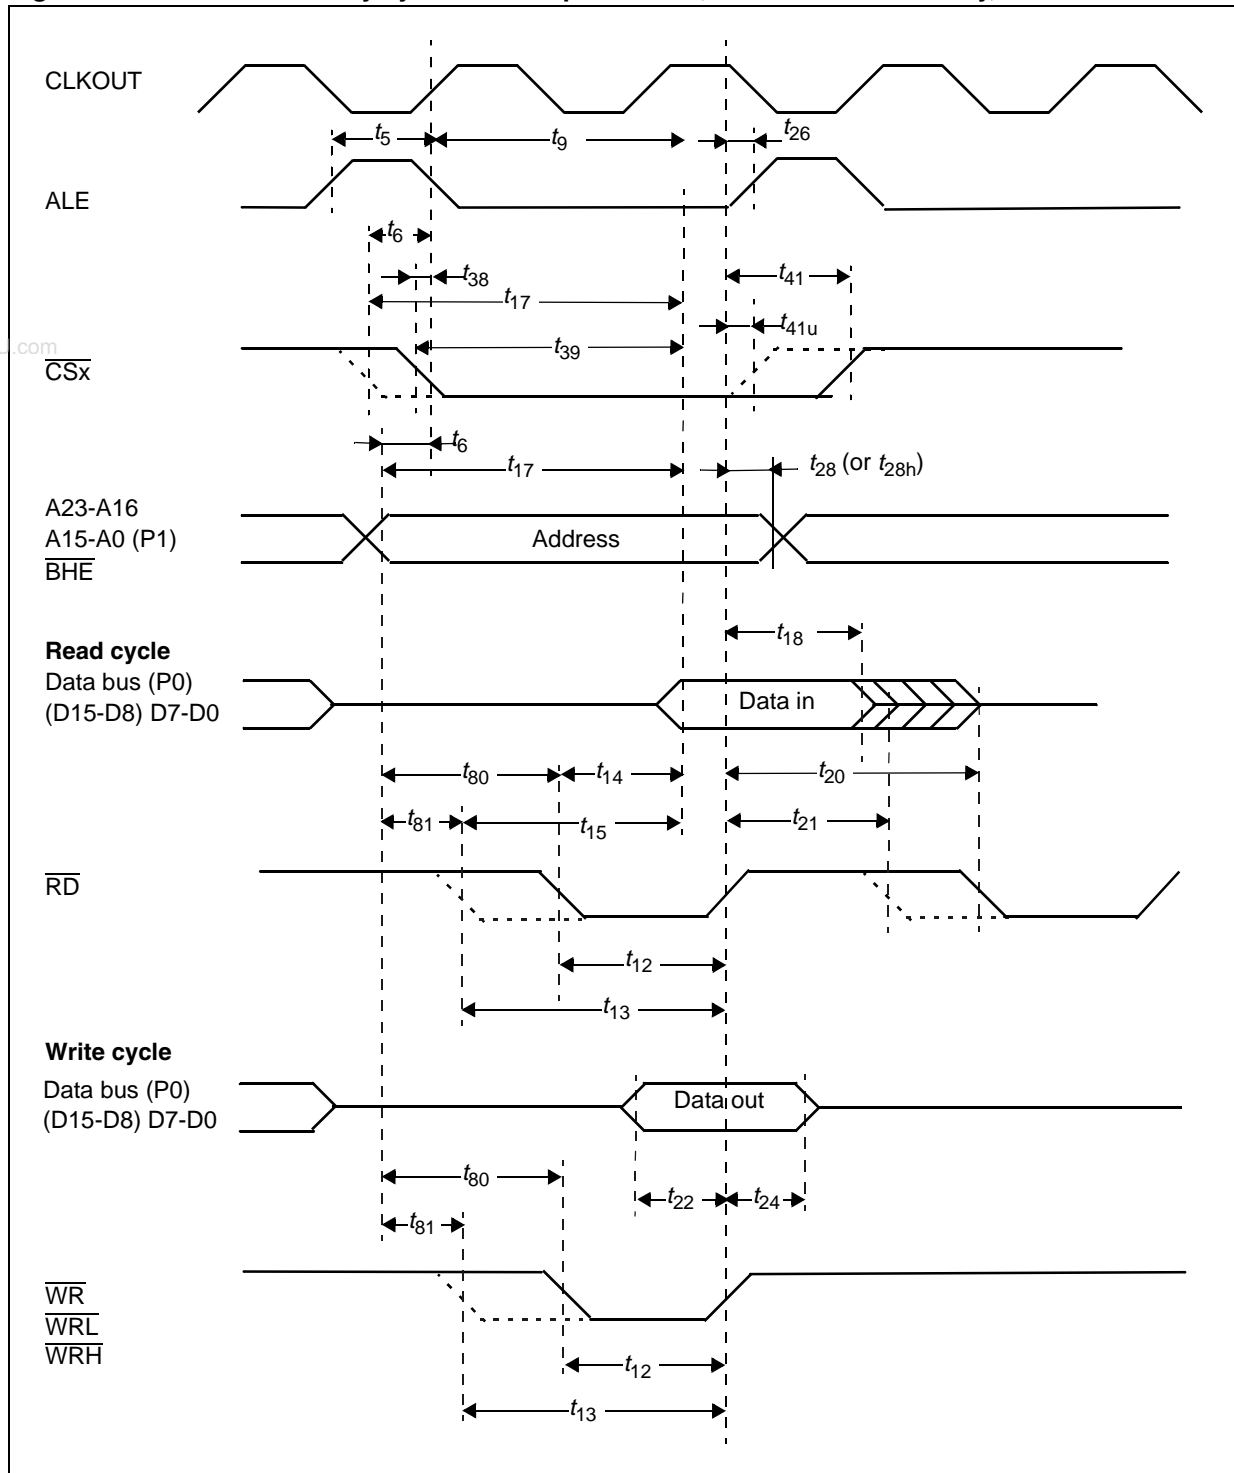 CLKOUT
t5 t9 t26
ALE
t6
t38 t41
t17
t41u
U.com
t39
CSx
t6
t17 t28 (or t28h)
A23-A16
A15-A0 (P1) Address
BHE
t18
Read cycle
Data bus (P0) Data in
(D15-D8) D7-D0
t80 t14 t20
t81 t15 t21
RD
t12
t13
Write cycle
Data bus (P0) Data out
(D15-D8) D7-D0
t80
t22 t24
t81
WR
WRL
WRH
t12
t13